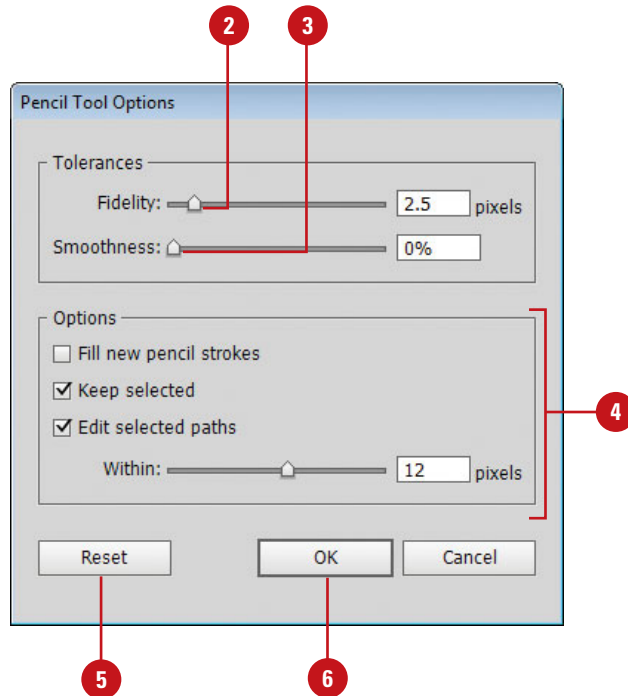 2 3
Pencil Tool Options
Tolerances
Fidelity: 2.5 pixels
Smoothness: 0%
Options
Fill new pencil strokes
Keep selected
Edit selected paths
4
Within: 12 pixels
Reset OK Cancel
5 6